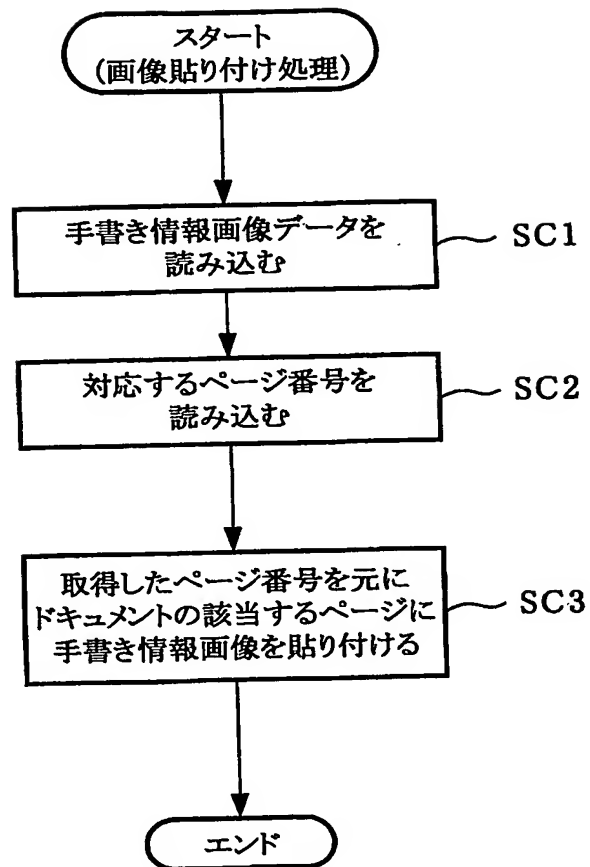 スタート
(画像貼り付け処理)
手書き情報画像データを
読み込む
SC1
対応するページ番号を
読み込む
SC2
取得したページ番号を元に
ドキュメントの該当するページに
手書き情報画像を貼り付ける
SC3
エンド